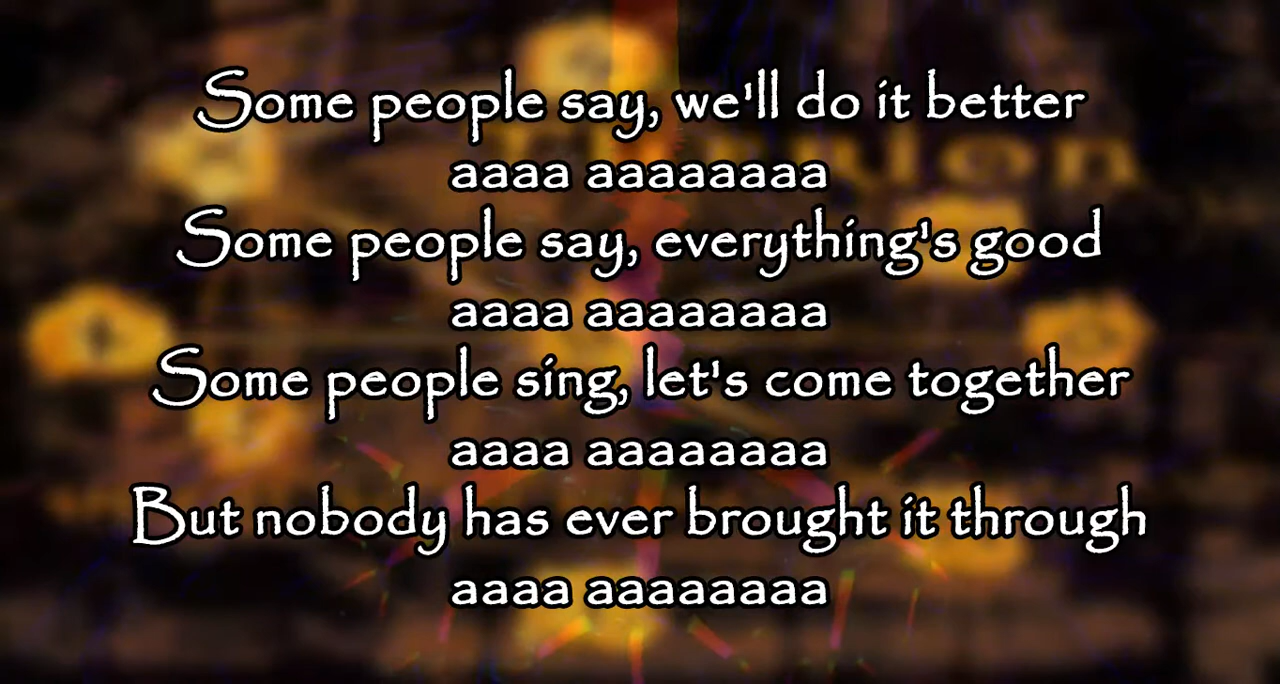 Some people say, we'll do it better
aaaa aaaaaaaa
Some people say, everything's good
aaaa aaaaaaaa
Some people sing, let's come together
aaaa aaaaaaaa
But nobody has ever brought it through
aaaa aaaaaaaa